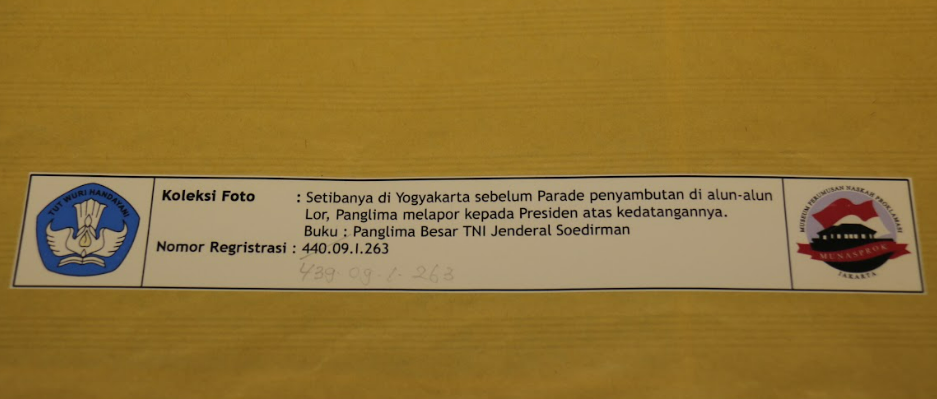 TUT WURI HANDAYANI
Koleksi Foto : Setibanya di Yogyakarta sebelum Parade penyambutan di alun-alun
Lor, Panglima melapor kepada Presiden atas kedatangannya.
Buku : Panglima Besar TNI Jenderal Soedirman
Nomor Regristrasi : 440.09.I.263
439.09.1.263
MUSEUM PERUMUSAN NASKAH PROKLAMASI
MUNASPROK
JAKARTA